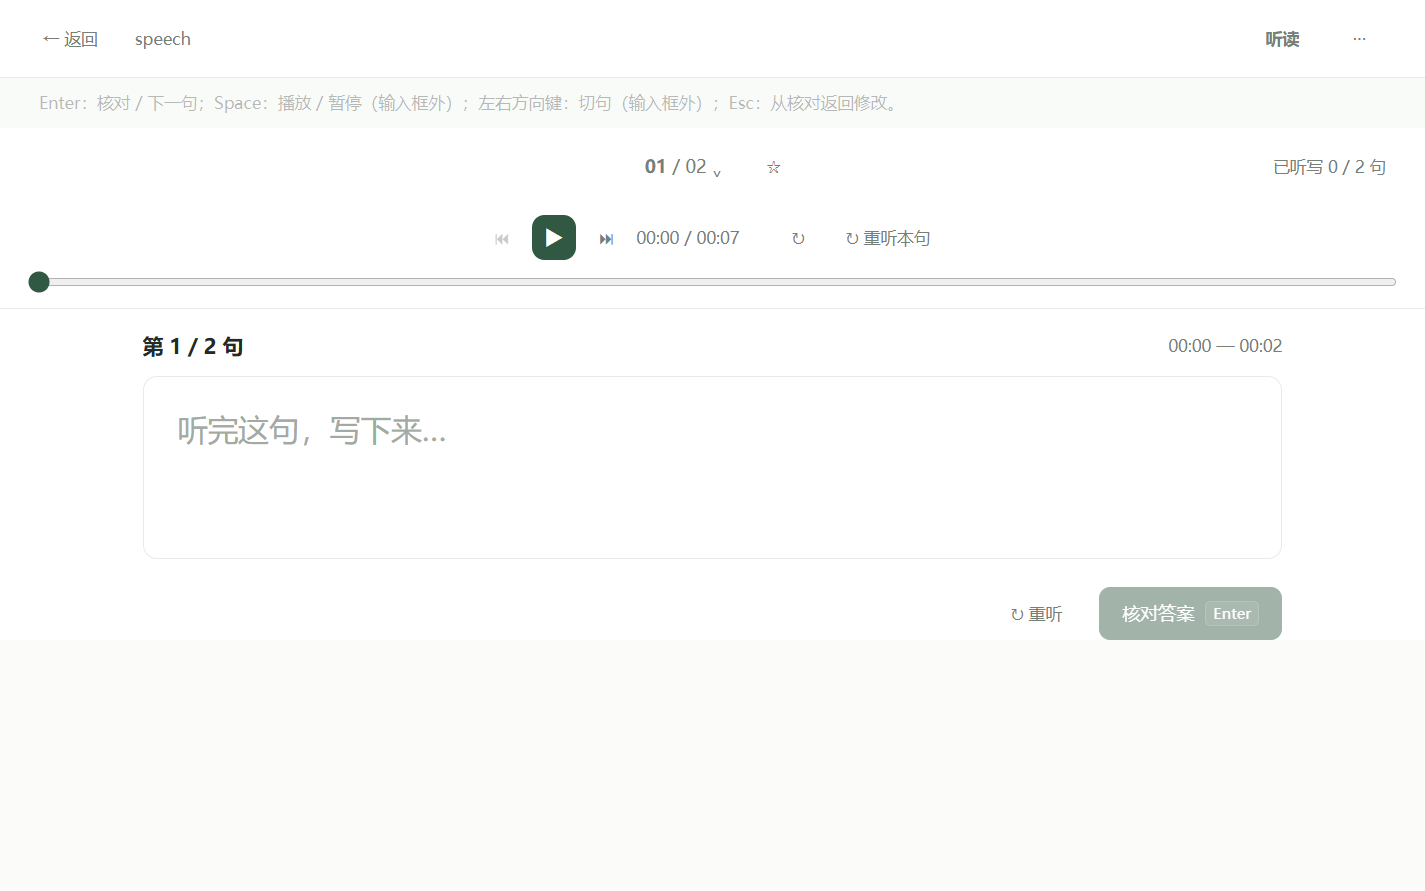 ← 返回 speech 听读 ...
Enter：核对 / 下一句；Space：播放 / 暂停（输入框外）；左右方向键：切句（输入框外）；Esc：从核对返回修改。
01 / 02 ˬ ☆ 已听写 0 / 2 句
⏮ ▶ ⏭ 00:00 / 00:07 ↻ ↻ 重听本句
第 1 / 2 句 00:00 — 00:02
听完这句，写下来...
↻ 重听 核对答案 Enter